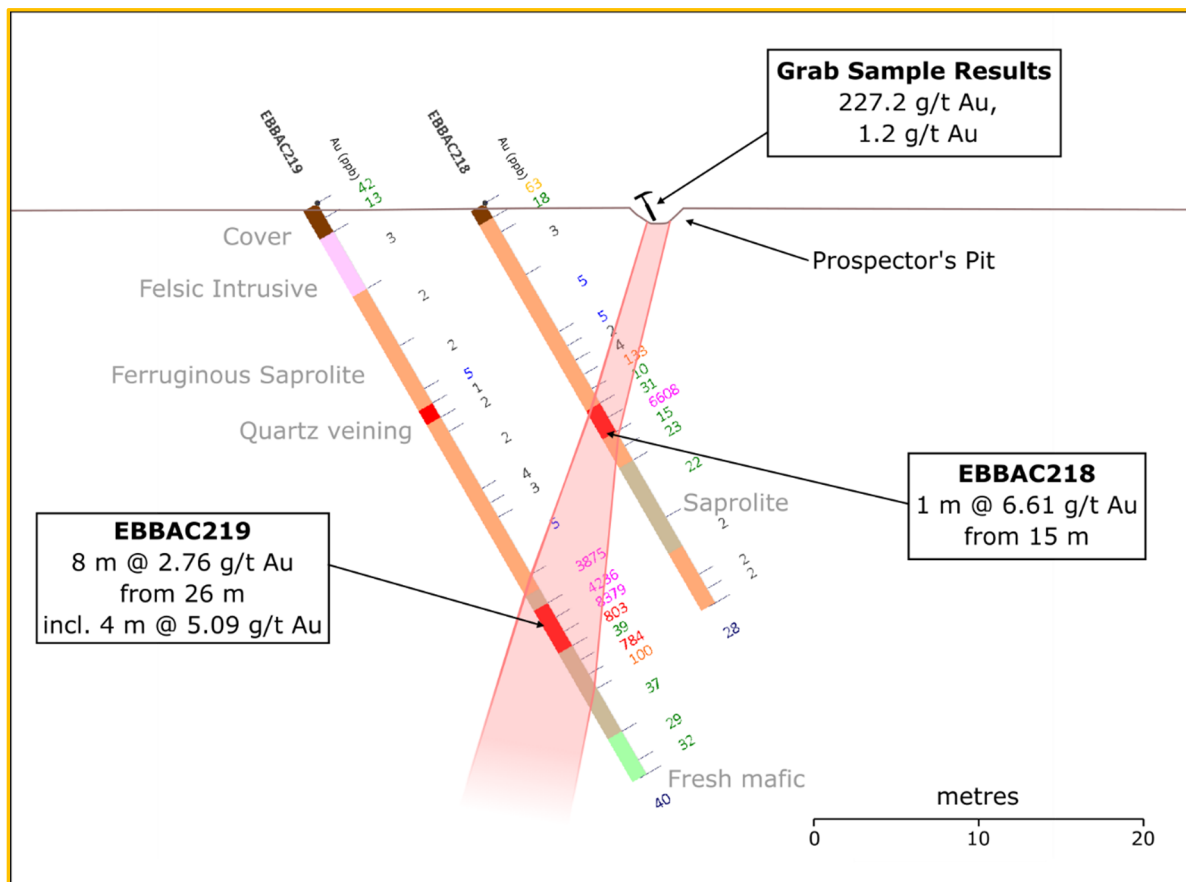 Grab Sample Results
227.2 g/t Au,
1.2 g/t Au
Prospector's Pit
EBBAC219
Au (ppb)
42
13
3
2
2
5
1
2
2
4
3
5
3875
4236
8379
803
39
784
100
37
29
32
40
EBBAC218
Au (ppb)
63
18
3
5
5
2
4
133
10
31
6608
15
23
22
2
2
2
28
Cover
Felsic Intrusive
Ferruginous Saprolite
Quartz veining
Saprolite
Fresh mafic
EBBAC218
1 m @ 6.61 g/t Au
from 15 m
EBBAC219
8 m @ 2.76 g/t Au
from 26 m
incl. 4 m @ 5.09 g/t Au
metres
0 10 20